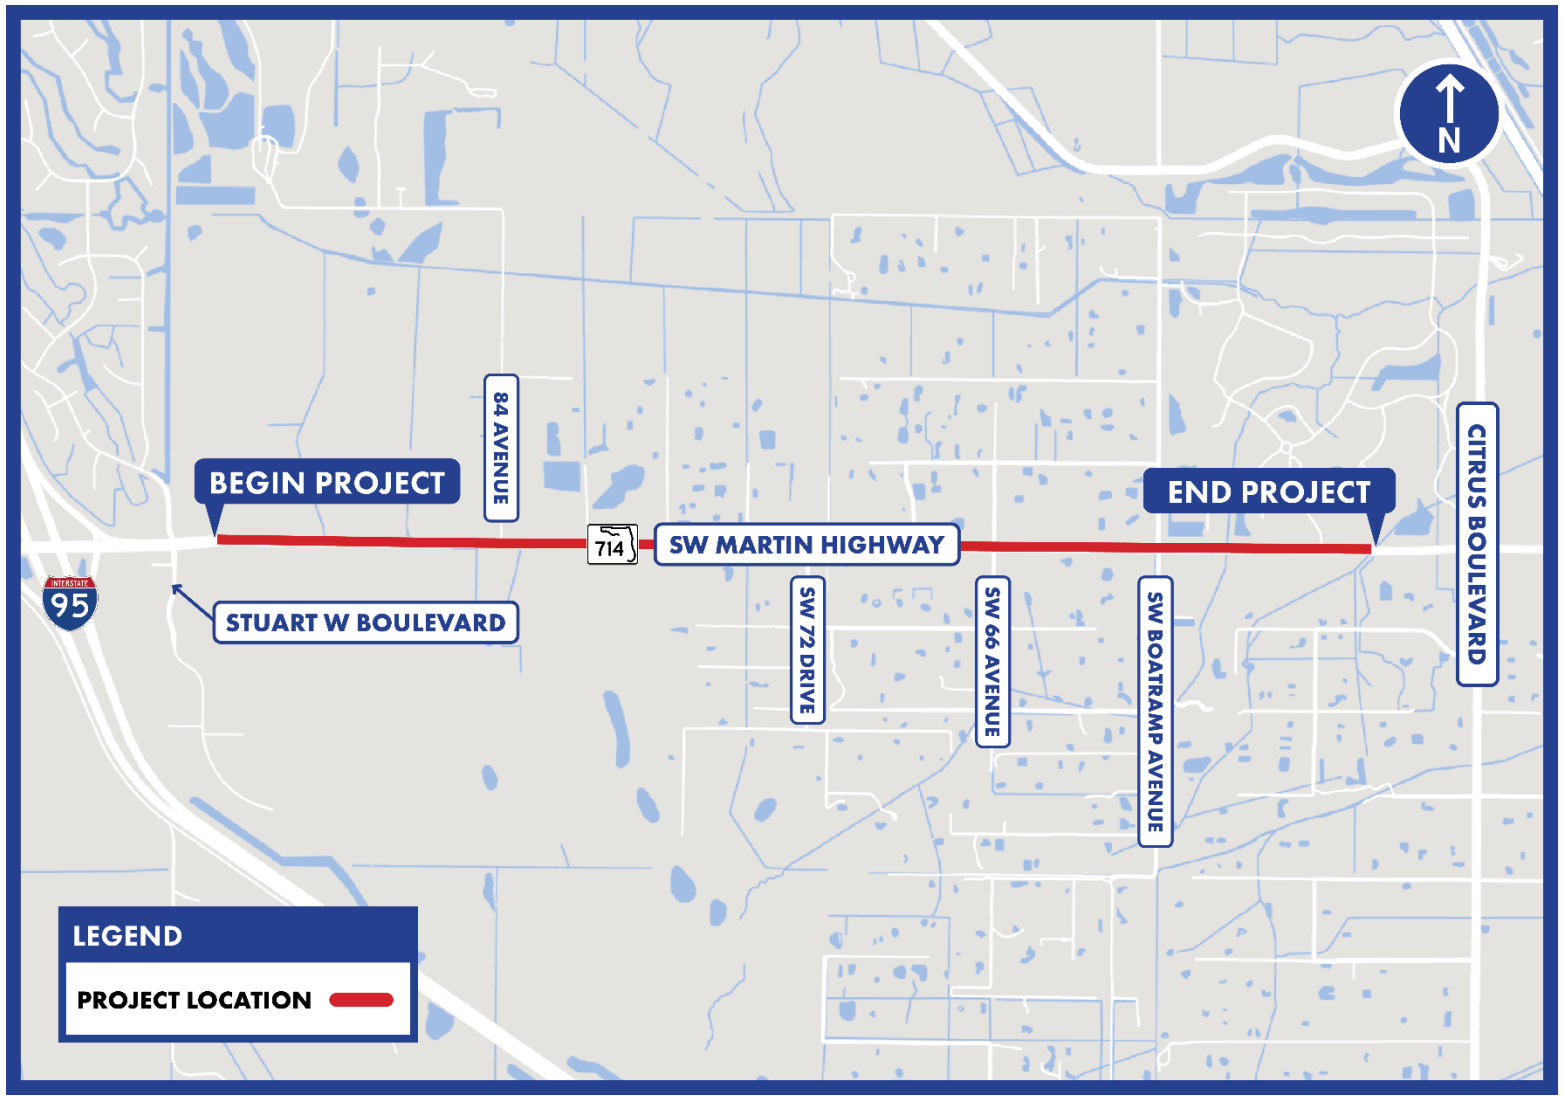 N
84 AVENUE
CITRUS BOULEVARD
BEGIN PROJECT
END PROJECT
714
SW MARTIN HIGHWAY
INTERSTATE
95
STUART W BOULEVARD
SW 72 DRIVE
SW 66 AVENUE
SW BOATRAMP AVENUE
LEGEND
PROJECT LOCATION